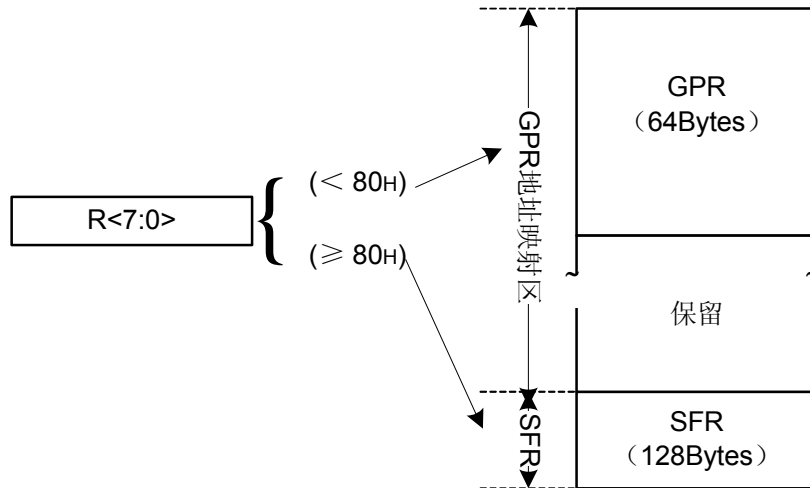 R<7:0>
(< 80H)
(≥ 80H)
GPR地址映射区
SFR
GPR
（64Bytes）
保留
SFR
（128Bytes）